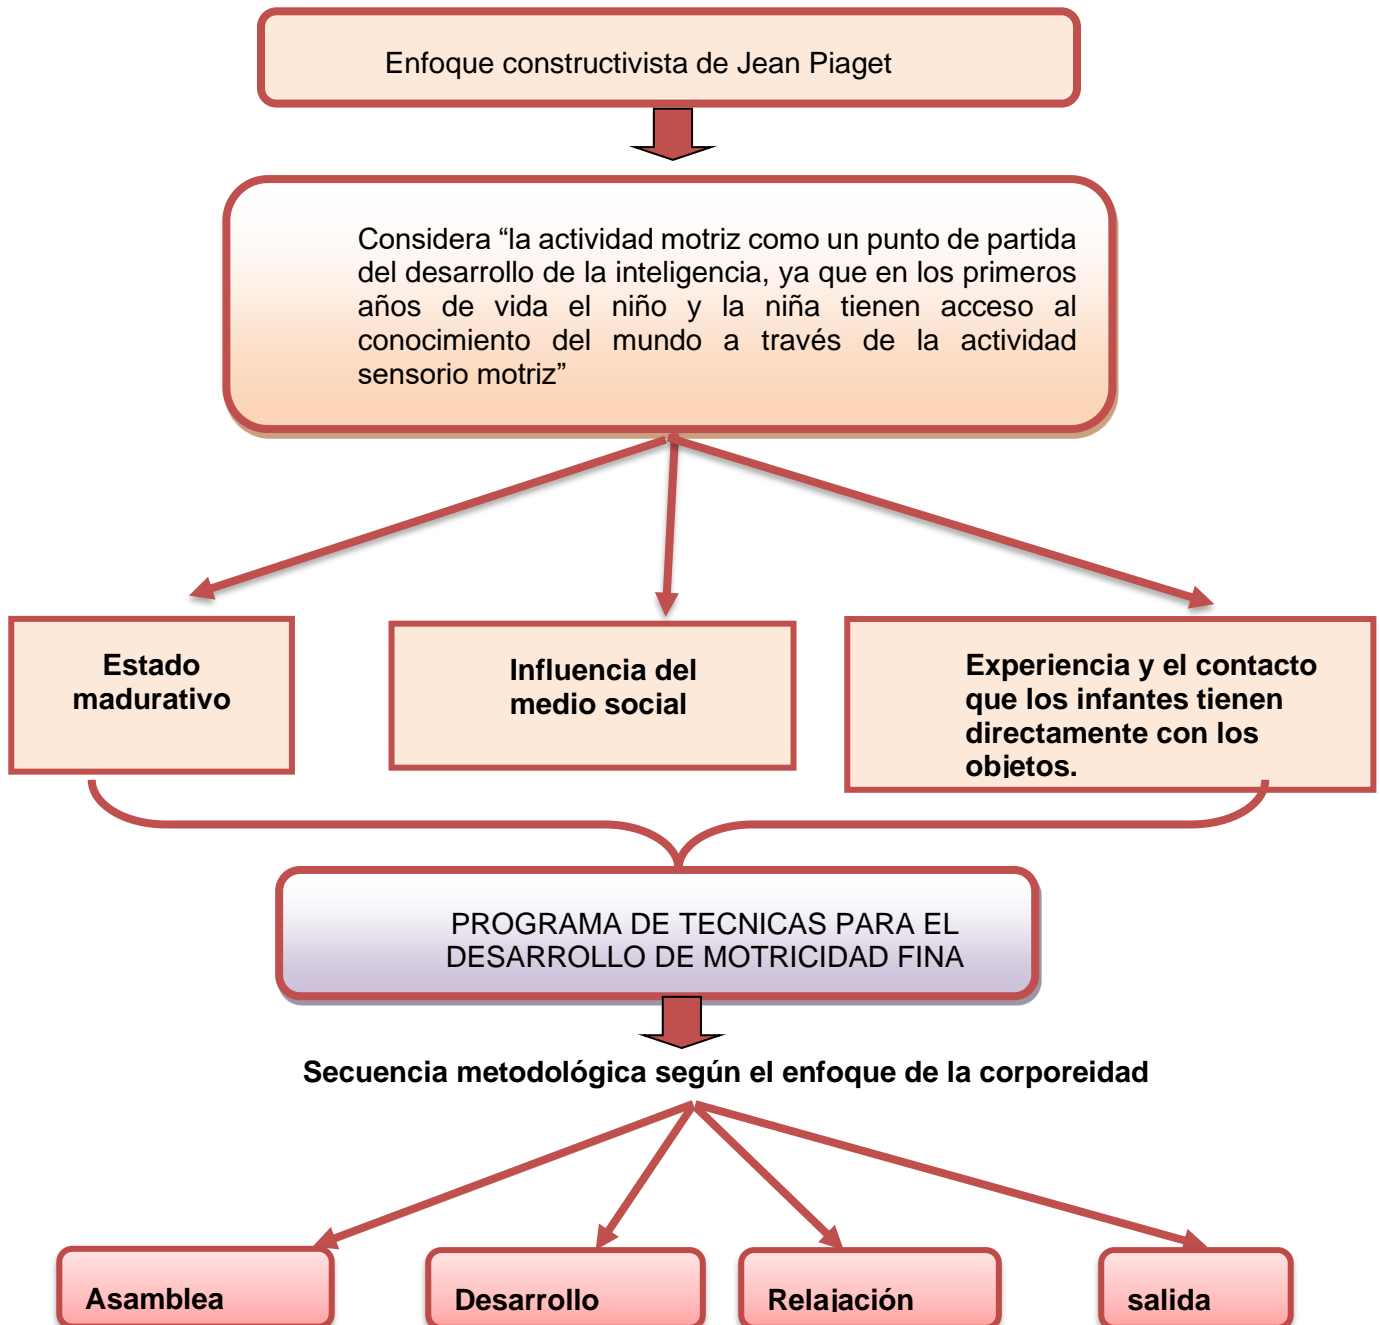 Enfoque constructivista de Jean Piaget
Considera “la actividad motriz como un punto de partida
del desarrollo de la inteligencia, ya que en los primeros
años de vida el niño y la niña tienen acceso al
conocimiento del mundo a través de la actividad
sensorio motriz”
Estado
madurativo
Influencia del
medio social
Experiencia y el contacto
que los infantes tienen
directamente con los
objetos.
PROGRAMA DE TECNICAS PARA EL
DESARROLLO DE MOTRICIDAD FINA
Secuencia metodológica según el enfoque de la corporeidad
Asamblea
Desarrollo
Relajación
salida